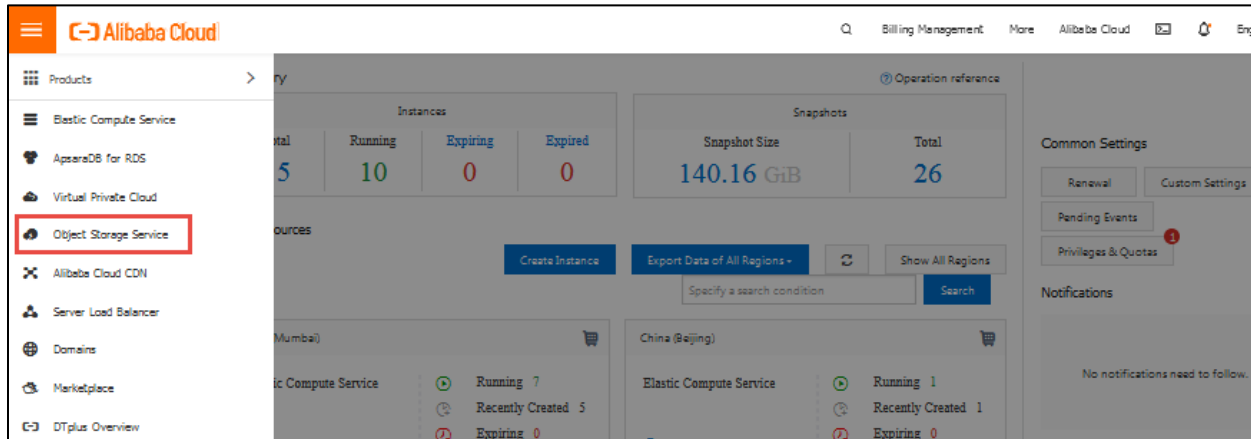 Alibaba Cloud
Billing Management
More
Alibaba Cloud
Products
Elastic Compute Service
ApsaraDB for RDS
Virtual Private Cloud
Object Storage Service
Alibaba Cloud CDN
Server Load Balancer
Domains
Marketplace
DTplus Overview
Operation reference
Instances
Running
Expiring
Expired
5
10
0
0
Snapshots
Snapshot Size
Total
140.16 GiB
26
Create Instance
Export Data of All Regions
Show All Regions
Specify a search condition
Search
Mumbai)
Compute Service
Running 7
Recently Created 5
Expiring 0
China (Beijing)
Elastic Compute Service
Running 1
Recently Created 1
Expiring 0
Common Settings
Renewal
Custom Settings
Pending Events
Privileges & Quotas
1
Notifications
No notifications need to follow.